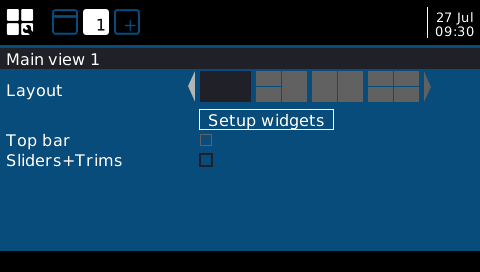 1
+
27 Jul
09:30
Main view 1
Layout
Setup widgets
Top bar
Sliders+Trims